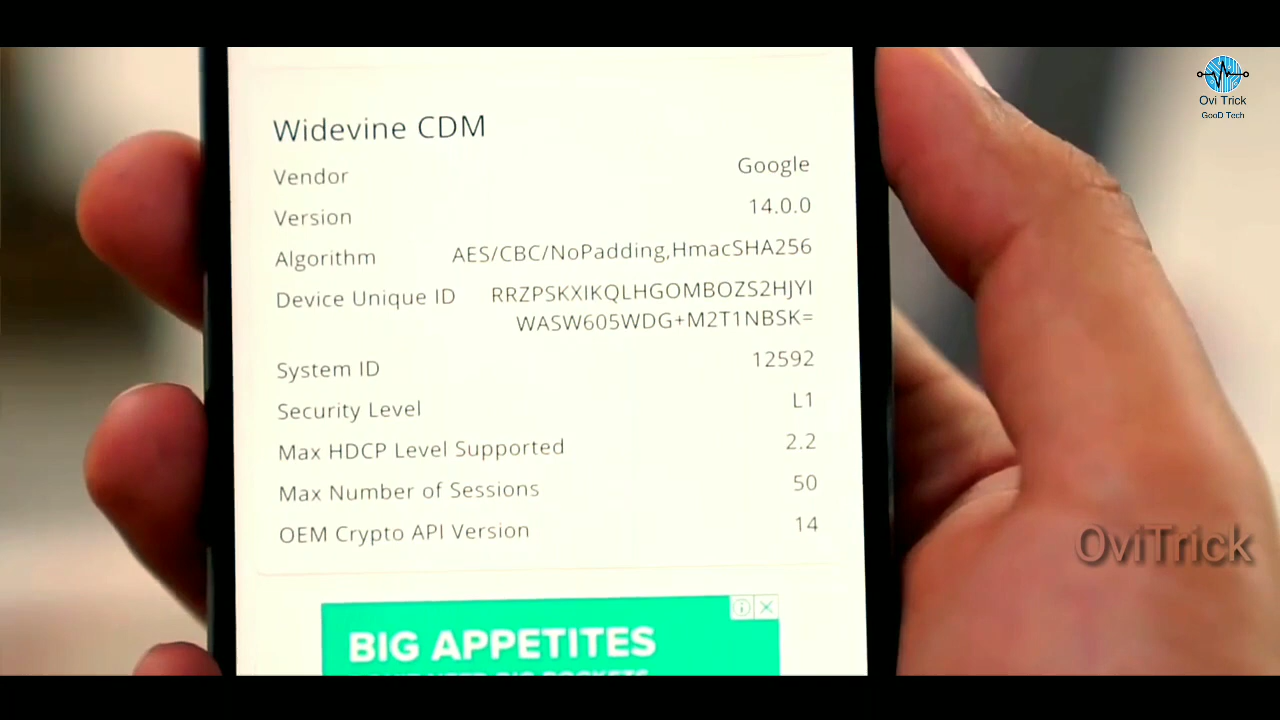 Ovi Trick
GooD Tech
Widevine CDM
Vendor Google
Version 14.0.0
Algorithm AES/CBC/NoPadding,HmacSHA256
Device Unique ID RRZPSKXIKQLHGOMBOZS2HJYI
WASW605WDG+M2T1NBSK=
System ID 12592
Security Level L1
Max HDCP Level Supported 2.2
Max Number of Sessions 50
OEM Crypto API Version 14
OviTrick
BIG APPETITES